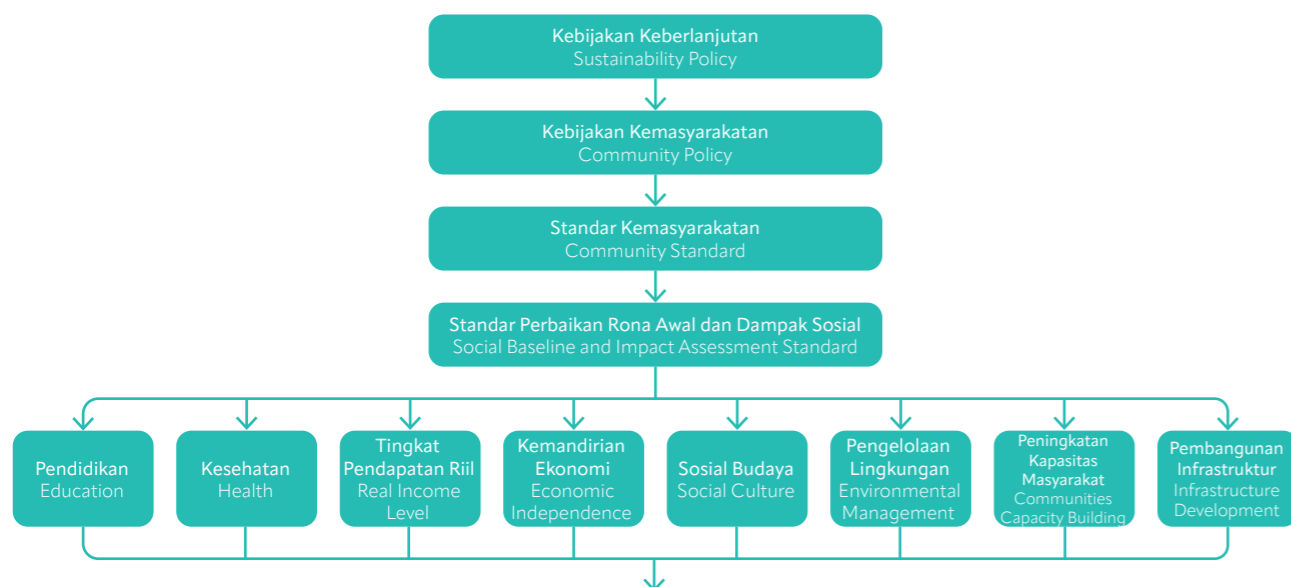 Kebijakan Keberlanjutan
Sustainability Policy
Kebijakan Kemasyarakatan
Community Policy
Standar Kemasyarakatan
Community Standard
Standar Perbaikan Rona Awal dan Dampak Sosial
Social Baseline and Impact Assessment Standard
Pendidikan
Education
Kesehatan
Health
Tingkat
Pendapatan Riil
Real Income
Level
Kemandirian
Ekonomi
Economic
Independence
Sosial Budaya
Social Culture
Pengelolaan
Lingkungan
Environmental
Management
Peningkatan
Kapasitas
Masyarakat
Communities
Capacity Building
Pembangunan
Infrastruktur
Infrastructure
Development